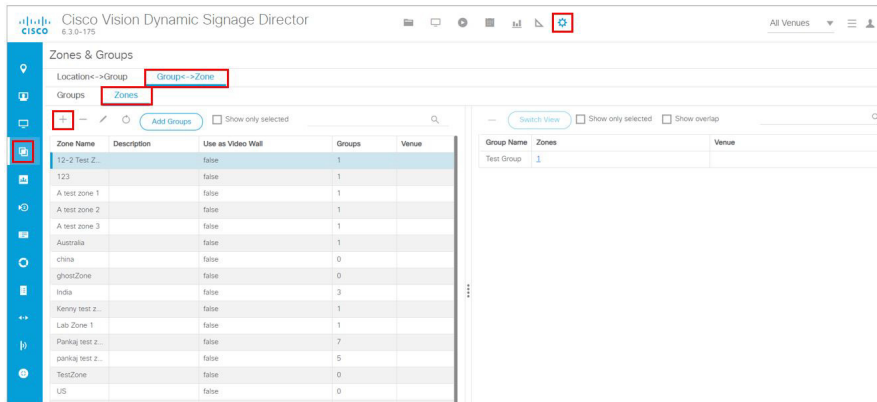 CISCO
Cisco Vision Dynamic Signage Director
6.3.0-175
All Venues
Zones & Groups
Location<->Group Group<->Zone
Groups Zones
Add Groups Show only selected
Switch View Show only selected Show overlap
Zone Name Description Use as Video Wall Groups Venue
12-2 Test Z... false 1
123 false 1
A test zone 1 false 1
A test zone 2 false 1
A test zone 3 false 1
Australia false 1
china false 0
ghostZone false 0
India false 3
Kenny test z... false 1
Lab Zone 1 false 1
Pankaj test z... false 7
pankaj test z... false 5
TestZone false 0
US false 0
Group Name Zones Venue
Test Group 1